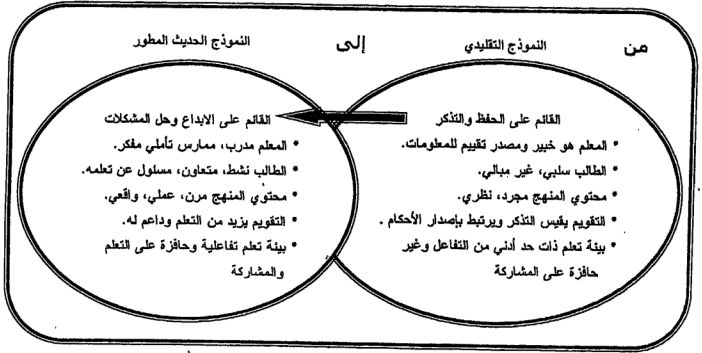 من النموذج التقليدي إلى النموذج الحديث المطور
القائم على الحفظ والتذكر
• المعلم هو خبير ومصدر تقييم للمعلومات.
• الطالب سلبي، غير مبالي.
• محتوي المنهج مجرد، نظري.
• التقويم يقيس التذكر ويرتبط بإصدار الأحكام .
• بيئة تعلم ذات حد أدني من التفاعل وغير
حافزة على المشاركة
القائم على الابداع وحل المشكلات
• المعلم مدرب، ممارس تأملي مفكر.
• الطالب نشط، متعاون، مسئول عن تعلمه.
• محتوي المنهج مرن، عملي، واقعي.
• التقويم يزيد من التعلم وداعم له.
• بيئة تعلم تفاعلية وحافزة على التعلم
والمشاركة